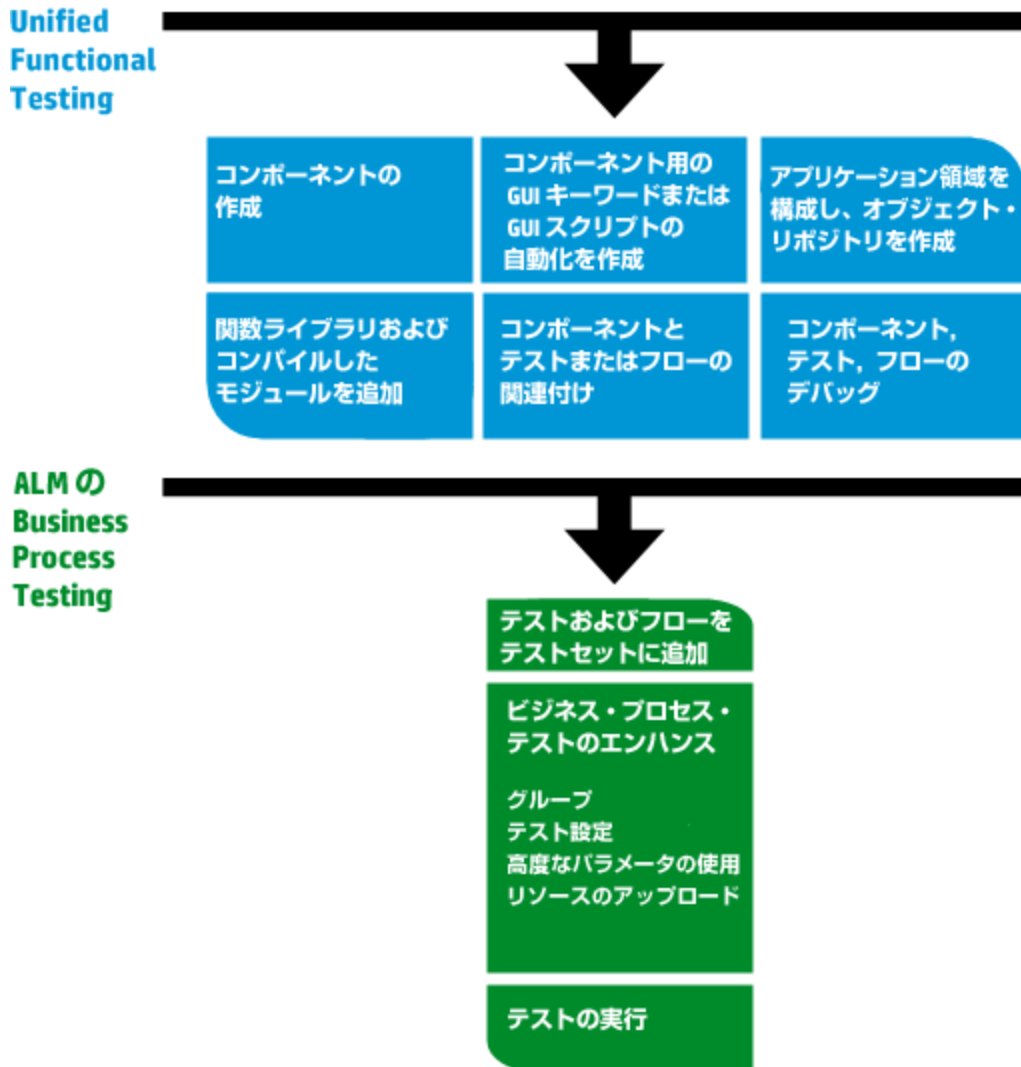 Unified
Functional
Testing
コンポーネントの
作成
コンポーネント用の
GUI キーワードまたは
GUI スクリプトの
自動化を作成
アプリケーション領域を
構成し、オブジェクト・
リポジトリを作成
関数ライブラリおよび
コンパイルした
モジュールを追加
コンポーネントと
テストまたはフローの
関連付け
コンポーネント,
テスト, フローの
デバッグ
ALM の
Business
Process
Testing
テストおよびフローを
テストセットに追加
ビジネス・プロセス・
テストのエンハンス
グループ
テスト設定
高度なパラメータの使用
リソースのアップロード
テストの実行